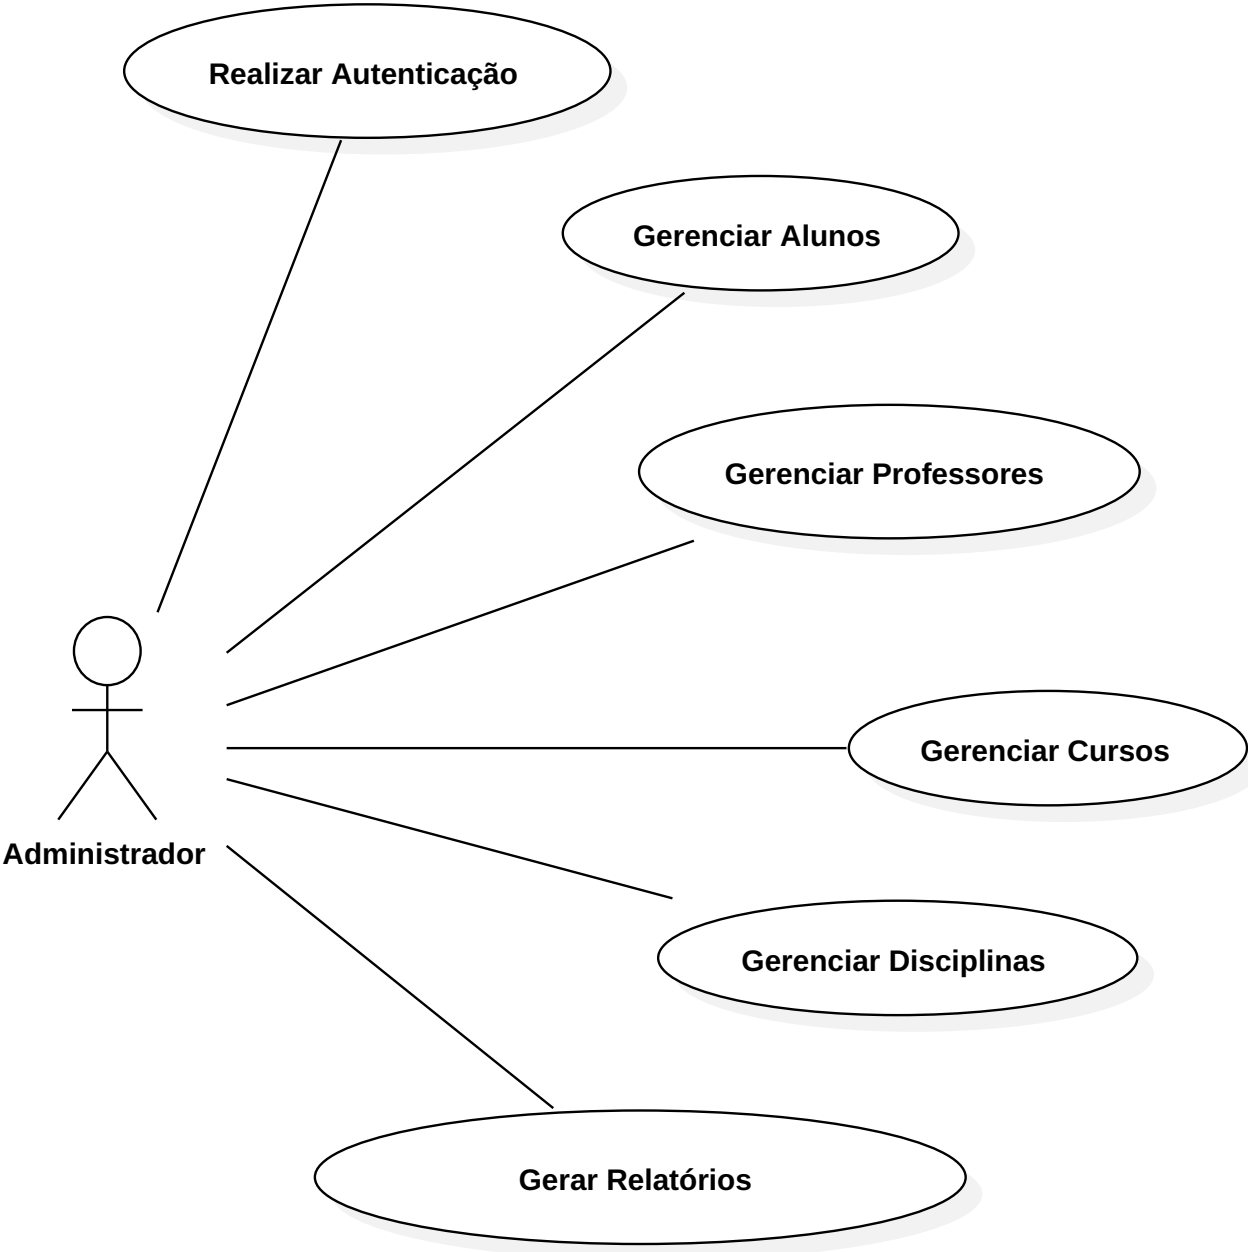 Realizar Autenticação
Gerenciar Alunos
Gerenciar Professores
Gerenciar Cursos
Administrador
Gerenciar Disciplinas
Gerar Relatórios